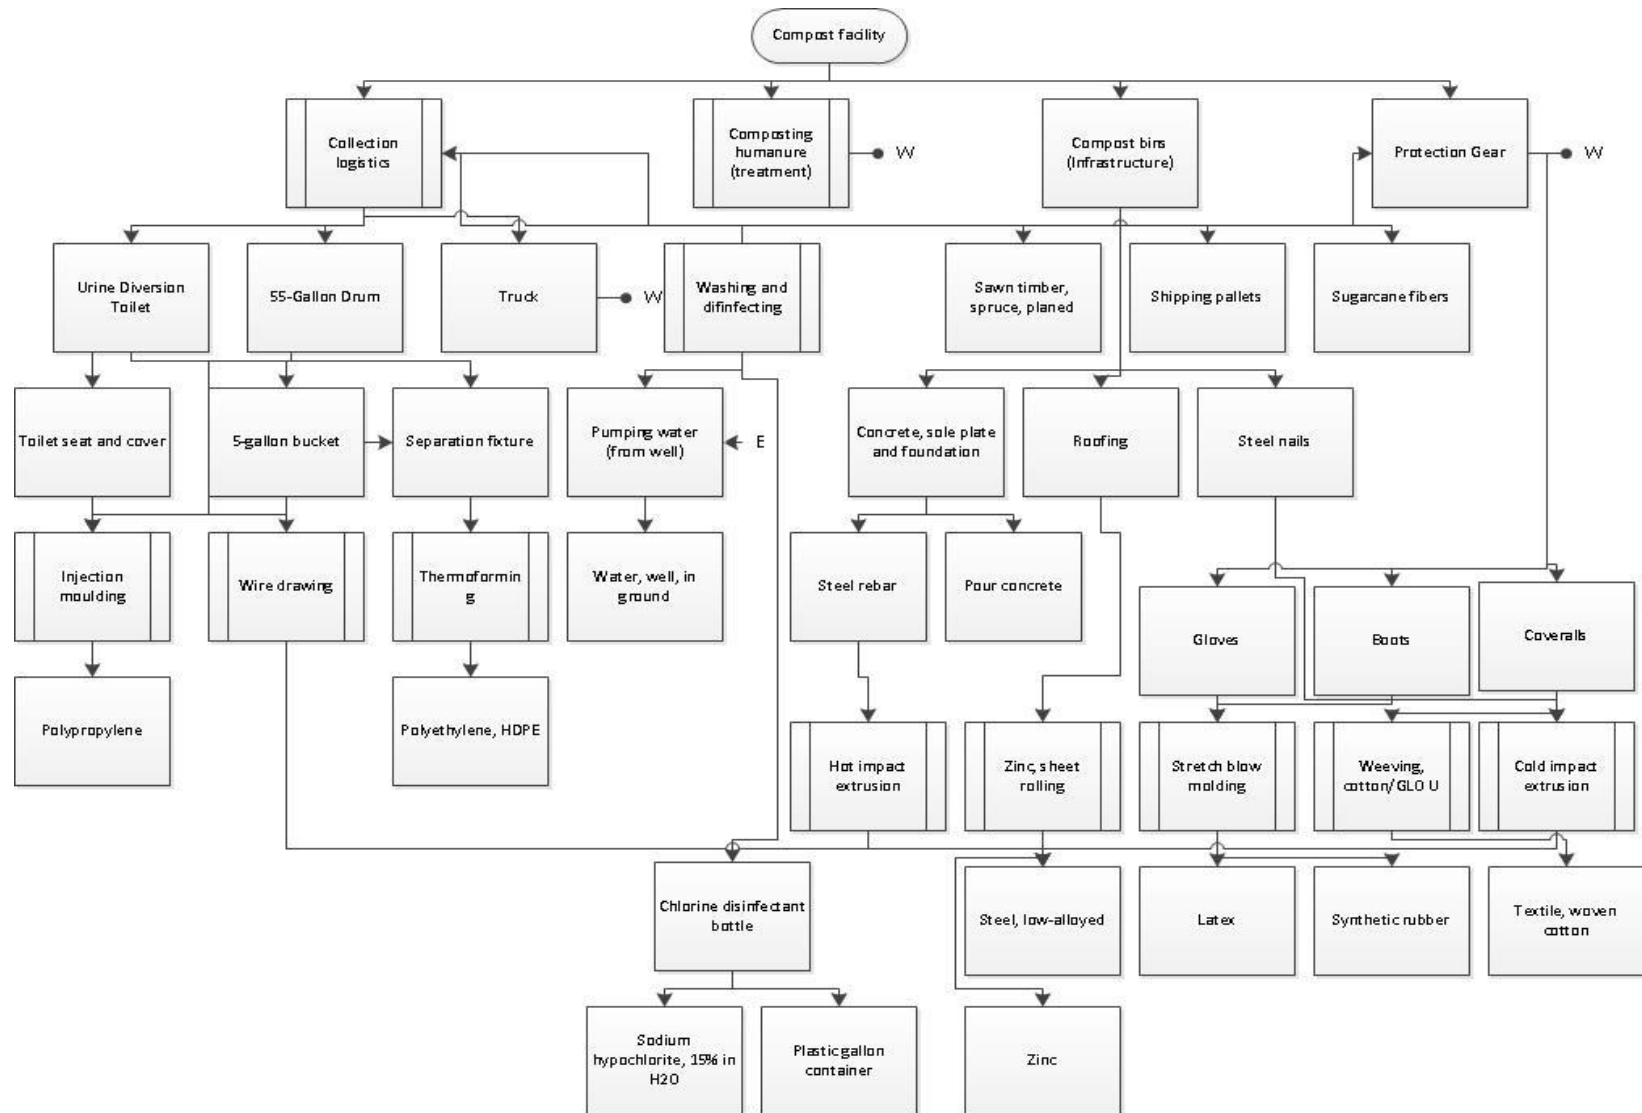 Compost facility
Collection
logistics
Composting
humanure
(treatment)
W
Compost bins
(Infrastructure)
Protection Gear
W
Urine Diversion
Toilet
55-Gallon Drum
Truck
W
Washing and
difinfecting
Sawn timber,
spruce, planed
Shipping pallets
Sugarcane fibers
Toilet seat and cover
5-gallon bucket
Separation fixture
Pumping water
(from well)
E
Concrete, sole plate
and foundation
Roofing
Steel nails
Injection
moulding
Wire drawing
Thermoformin
g
Water, well, in
ground
Steel rebar
Pour concrete
Gloves
Boots
Coveralls
Polypropylene
Polyethylene, HDPE
Hot impact
extrusion
Zinc, sheet
rolling
Stretch blow
molding
Weeving,
cotton/GLO U
Cold impact
extrusion
Chlorine disinfectant
bottle
Steel, low-alloyed
Latex
Synthetic rubber
Textile, woven
cotton
Sodium
hypochlorite, 15% in
H2O
Plastic gallon
container
Zinc